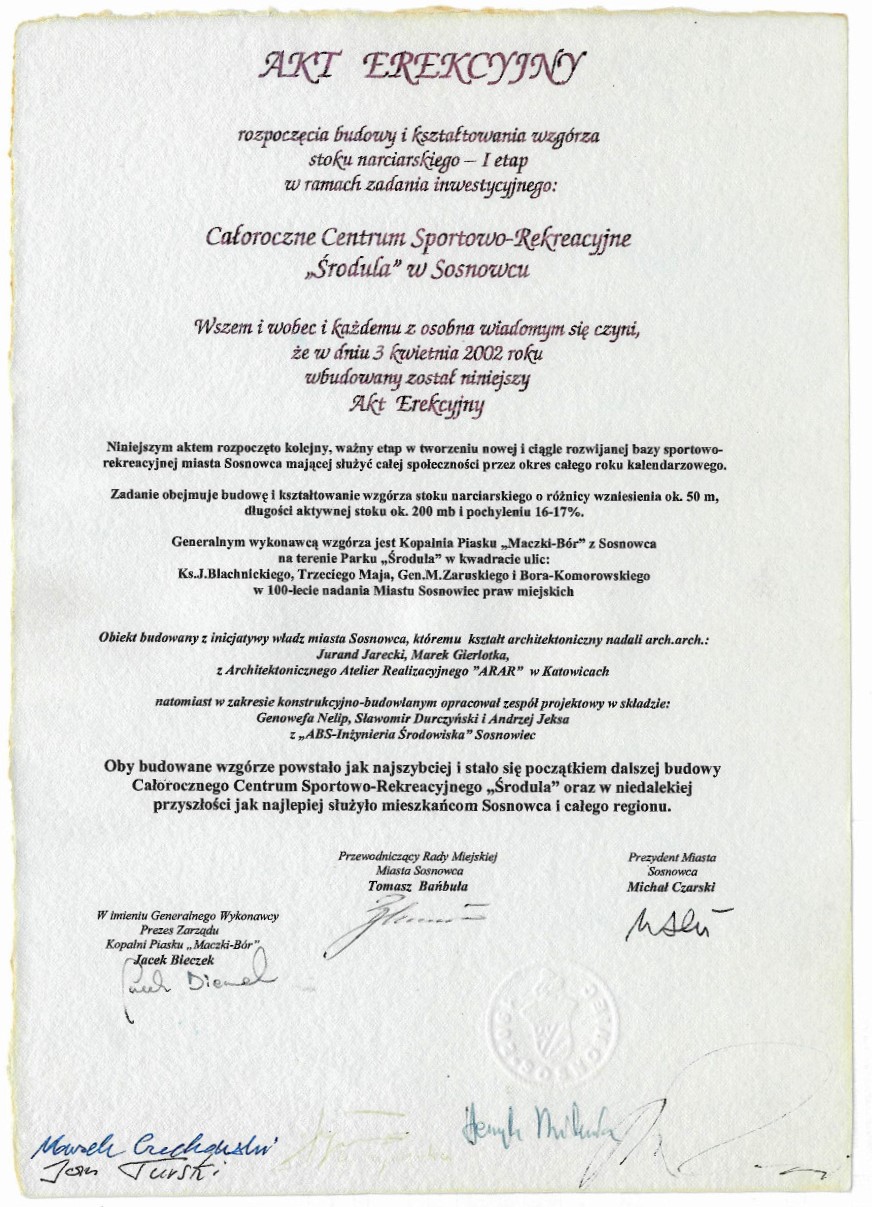 AKT EREKCYJNY
rozpoczęcia budowy i kształtowania wzgórza
stoku narciarskiego – I etap
w ramach zadania inwestycyjnego:
Całoroczne Centrum Sportowo-Rekreacyjne
„Środula” w Sosnowcu
Wszem i wobec i każdemu z osobna wiadomym się czyni,
że w dniu 3 kwietnia 2002 roku
wbudowany został niniejszy
Akt Erekcyjny
Niniejszym aktem rozpoczęto kolejny, ważny etap w tworzeniu nowej i ciągle rozwijanej bazy sportowo-
rekreacyjnej miasta Sosnowca mającej służyć całej społeczności przez okres całego roku kalendarzowego.
Zadanie obejmuje budowę i kształtowanie wzgórza stoku narciarskiego o różnicy wzniesienia ok. 50 m,
długości aktywnej stoku ok. 200 mb i pochyleniu 16-17%.
Generalnym wykonawcą wzgórza jest Kopalnia Piasku „Maczki-Bór” z Sosnowca
na terenie Parku „Środula” w kwadracie ulic:
Ks.J.Blachnickiego, Trzeciego Maja, Gen.M.Zaruskiego i Bora-Komorowskiego
w 100-lecie nadania Miastu Sosnowiec praw miejskich
Obiekt budowany z inicjatywy władz miasta Sosnowca, któremu kształt architektoniczny nadali arch.arch.:
Jurand Jarecki, Marek Gierlotka,
z Architektonicznego Atelier Realizacyjnego "ARAR" w Katowicach
natomiast w zakresie konstrukcyjno-budowlanym opracował zespół projektowy w składzie:
Genowefa Nelip, Sławomir Durczyński i Andrzej Jeksa
z „ABS-Inżynieria Środowiska” Sosnowiec
Oby budowane wzgórze powstało jak najszybciej i stało się początkiem dalszej budowy
Całorocznego Centrum Sportowo-Rekreacyjnego „Środula” oraz w niedalekiej
przyszłości jak najlepiej służyło mieszkańcom Sosnowca i całego regionu.
Przewodniczący Rady Miejskiej
Miasta Sosnowca
Tomasz Bańbuła
Prezydent Miasta
Sosnowca
Michał Czarski
W imieniu Generalnego Wykonawcy
Prezes Zarządu
Kopalni Piasku „Maczki-Bór”
Jacek Bleczek
Marek
Jan Turski
Henryk